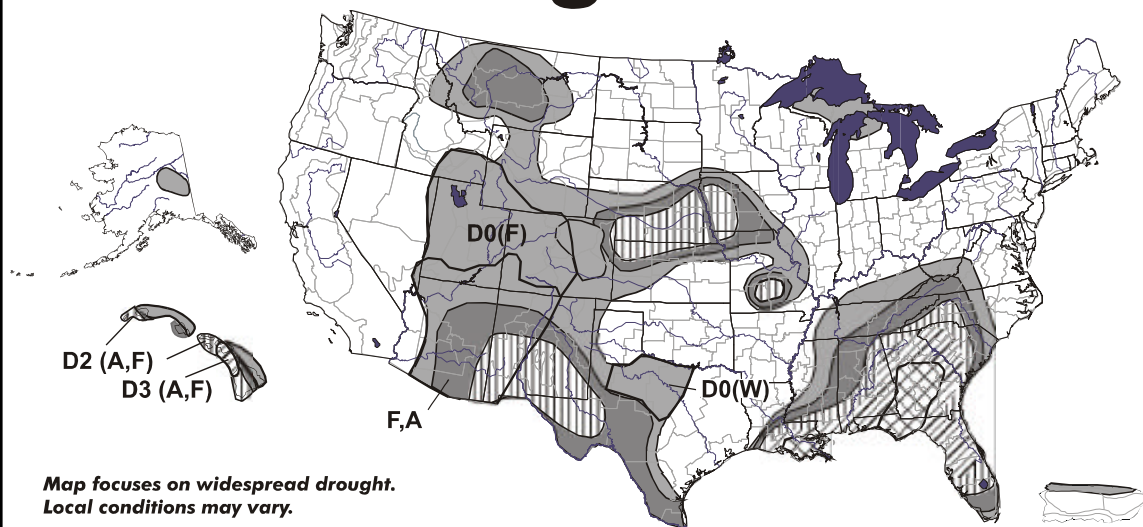 D0(F)
D2 (A,F)
D3 (A,F)
D0(W)
F,A
Map focuses on widespread drought.
Local conditions may vary.